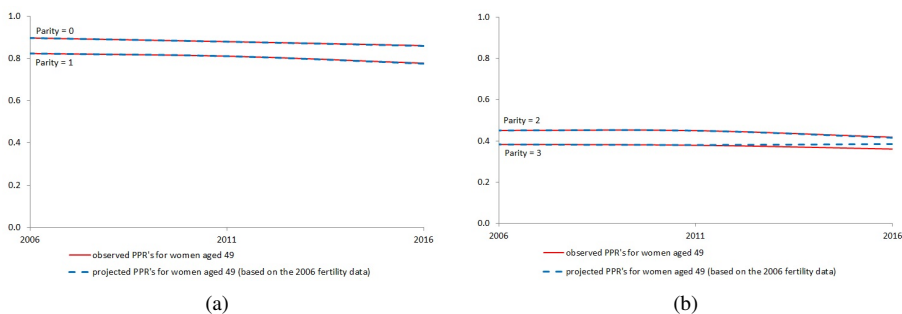 1.0
Parity = 0
0.8
Parity = 1
0.6
0.4
0.2
0.0
2006 2011 2016
observed PPR's for women aged 49
projected PPR's for women aged 49 (based on the 2006 fertility data)
(a)
1.0
0.8
0.6
Parity = 2
0.4
Parity = 3
0.2
0.0
2006 2011 2016
observed PPR's for women aged 49
projected PPR's for women aged 49 (based on the 2006 fertility data)
(b)